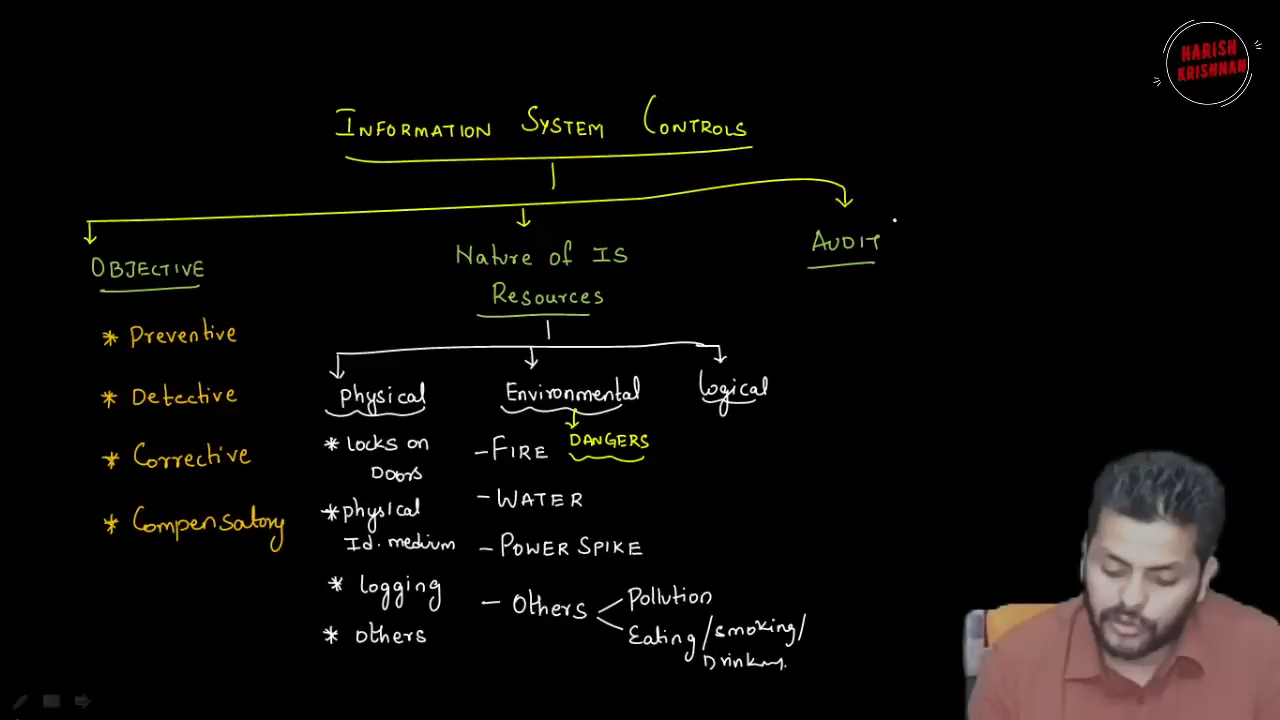 HARISH
KRISHNAN
INFORMATION SYSTEM CONTROLS
OBJECTIVE
* Preventive
* Detective
* Corrective
* Compensatory
Nature of IS
Resources
Physical
* Locks on
Doors
* physical
Id. medium
* Logging
* others
Environmental
DANGERS
- FIRE
- WATER
- POWER SPIKE
- Others
Pollution
Eating/smoking/
Drinking.
Logical
AUDIT